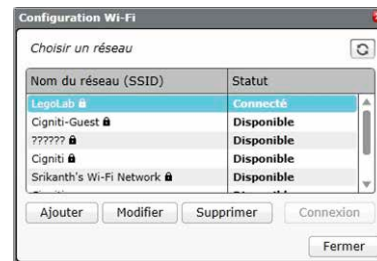 Configuration Wi-Fi
Choisir un réseau
Nom du réseau (SSID) Statut
LegoLab Connecté
Cigniti-Guest Disponible
?????? Disponible
Cigniti Disponible
Srikanth's Wi-Fi Network Disponible
Ajouter Modifier Supprimer Connexion
Fermer